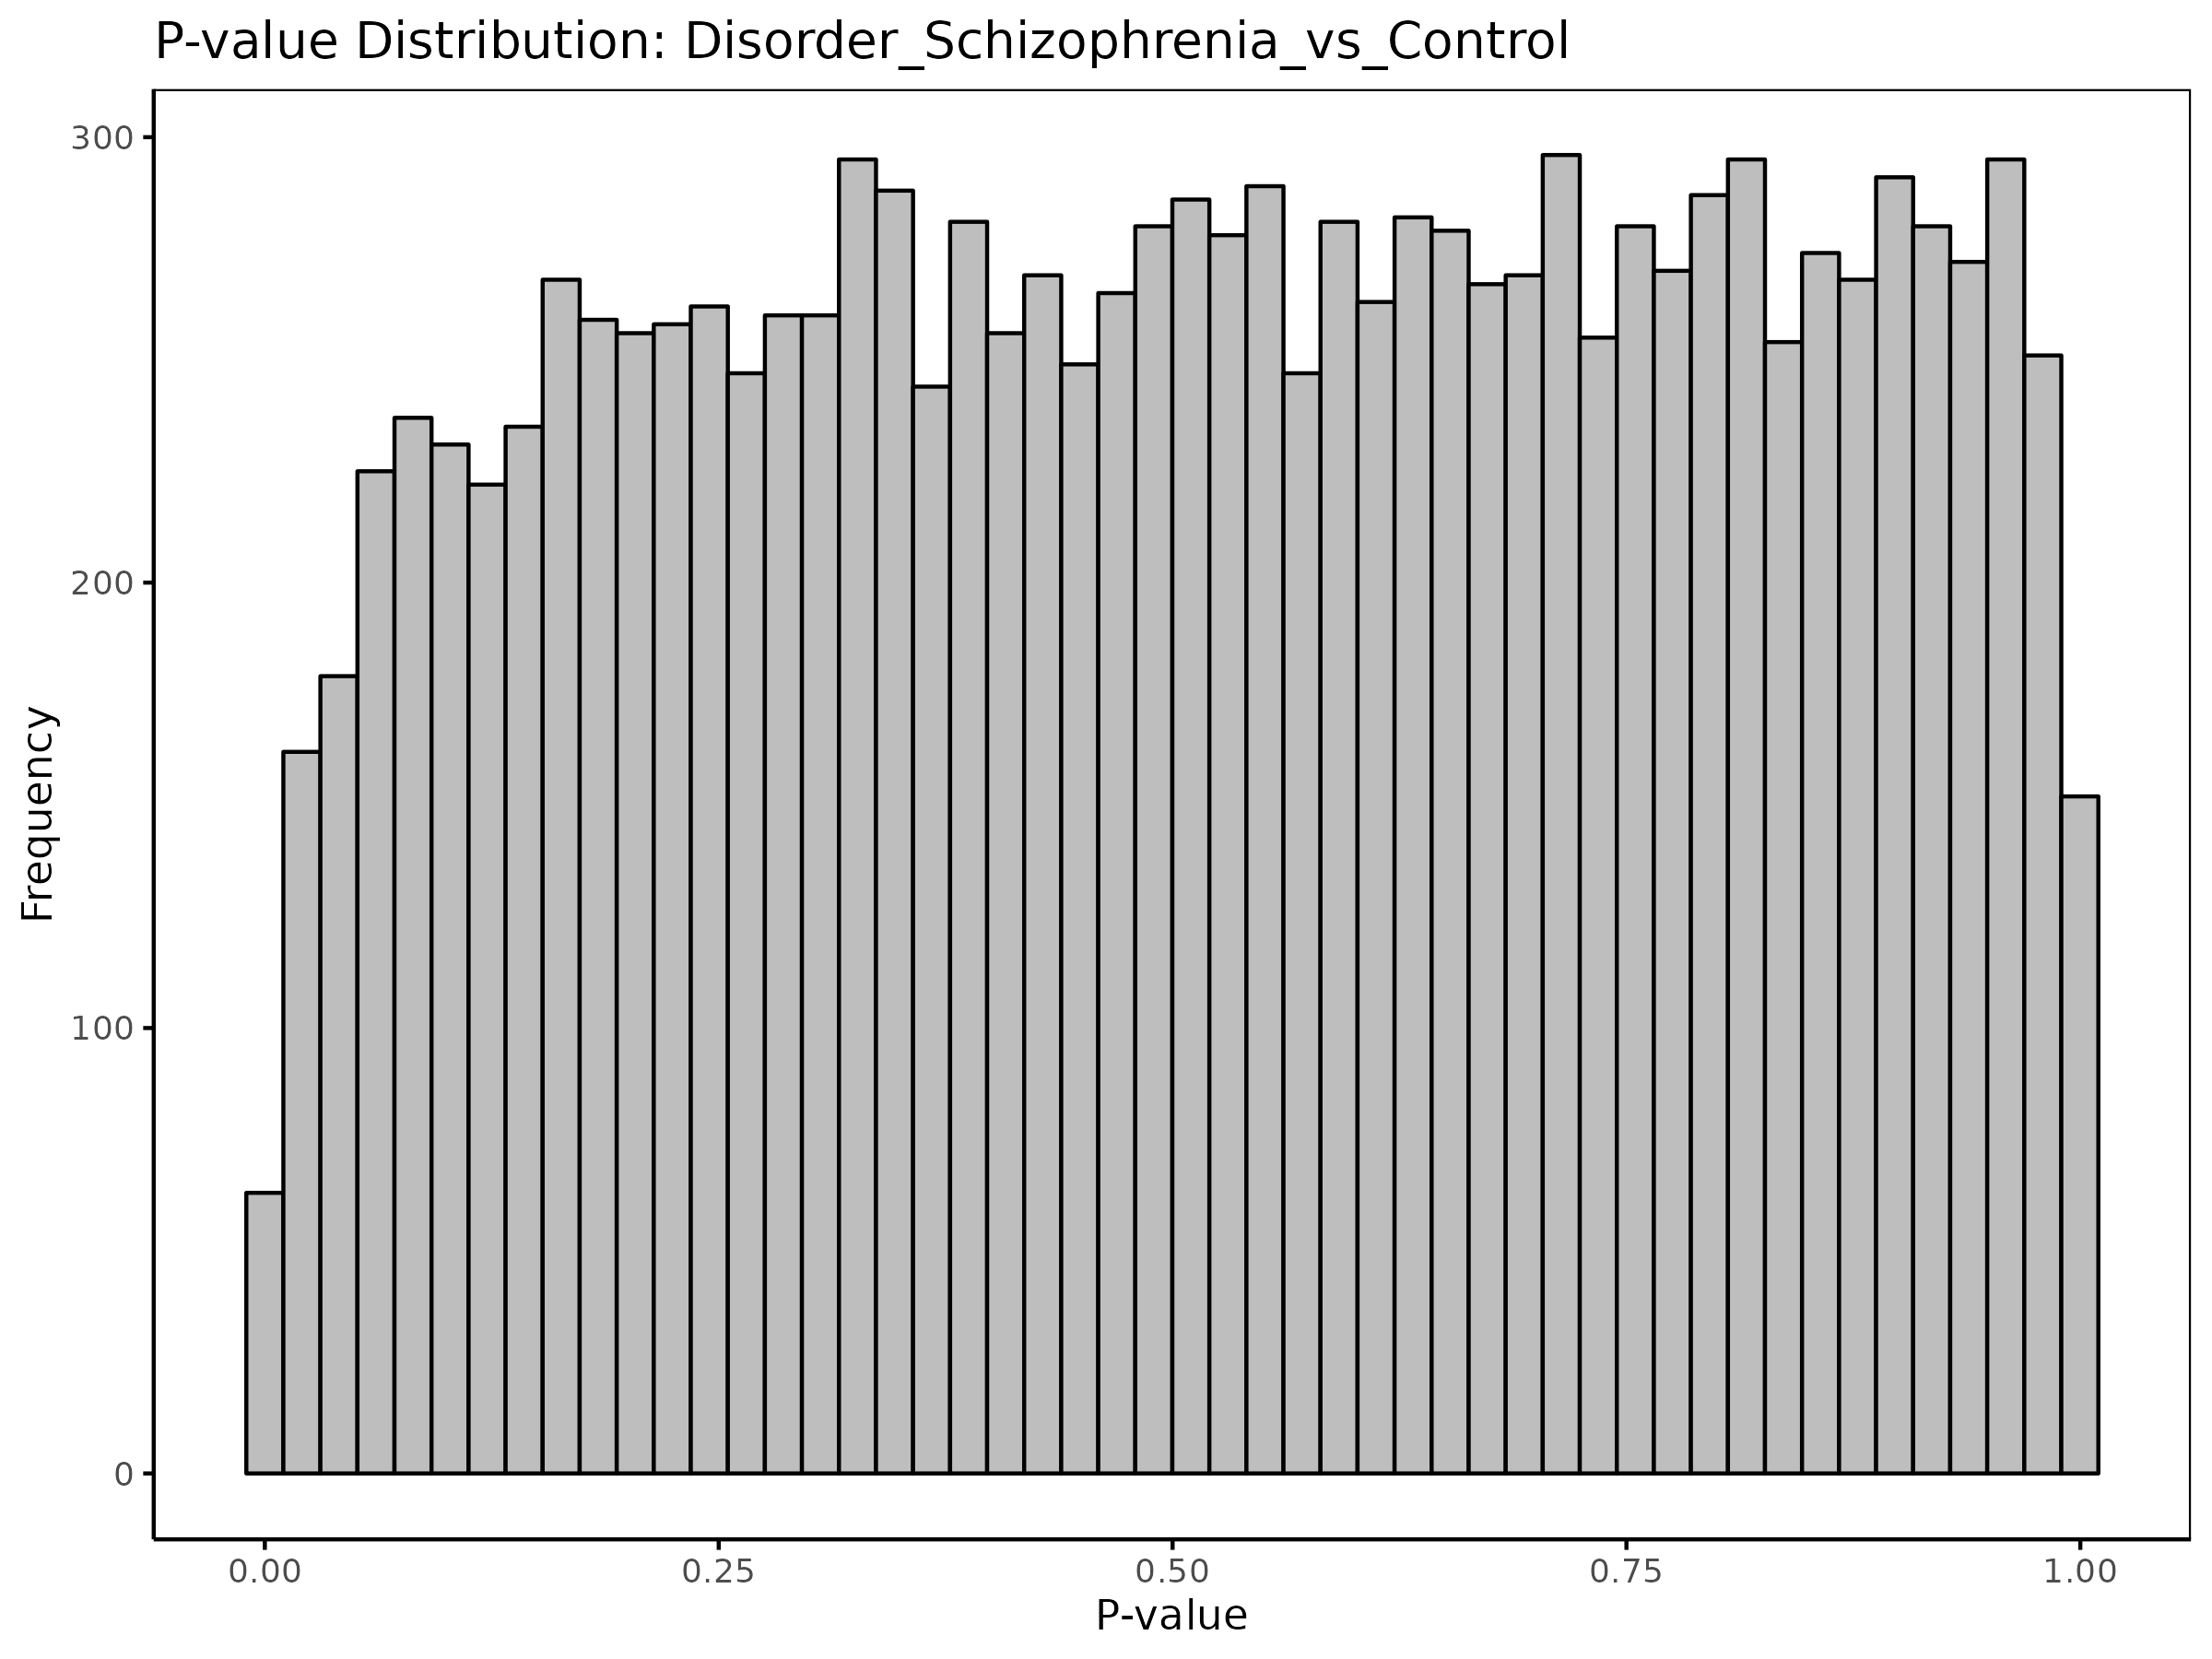 P-value Distribution: Disorder_Schizophrenia_vs_Control
300
200
100
0
Frequency
0.00 0.25 0.50 0.75 1.00
P-value